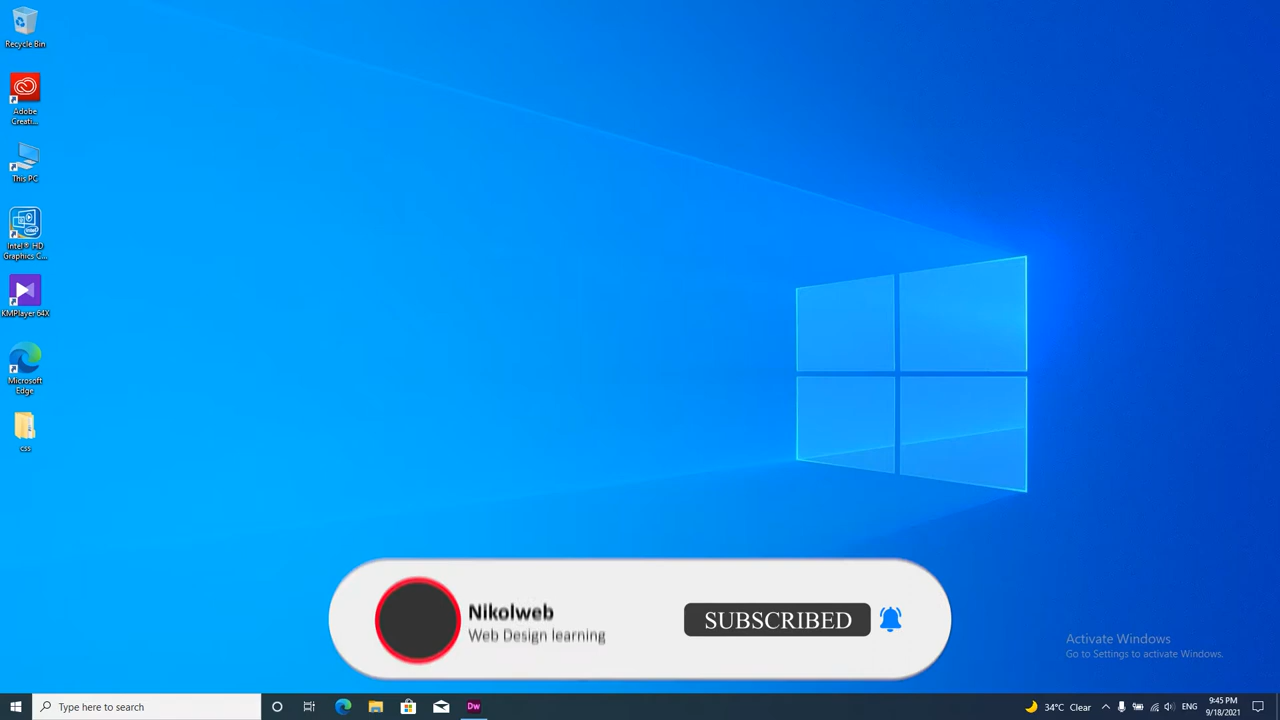 Recycle Bin
Adobe
Creati...
This PC
Intel® HD
Graphics C...
KMPlayer 64X
Microsoft
Edge
css
Nikolweb
Web Design learning
SUBSCRIBED
Activate Windows
Go to Settings to activate Windows.
Type here to search
Dw
34°C Clear
ENG
9:45 PM
9/18/2021